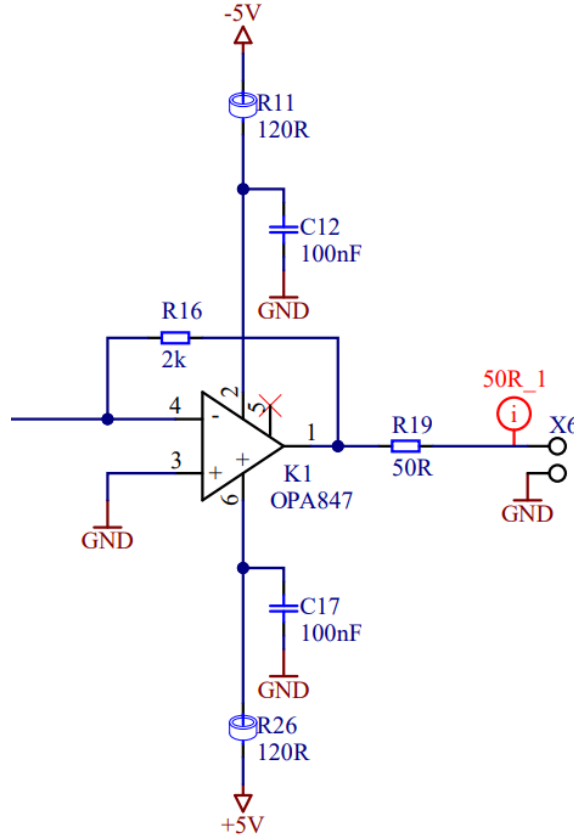 -5V
R11
120R
C12
100nF
GND
R16
2k
50R_1
i
2
5
4
-
1
R19
50R
X6
3
+
+
K1
OPA847
6
GND
GND
C17
100nF
GND
R26
120R
+5V